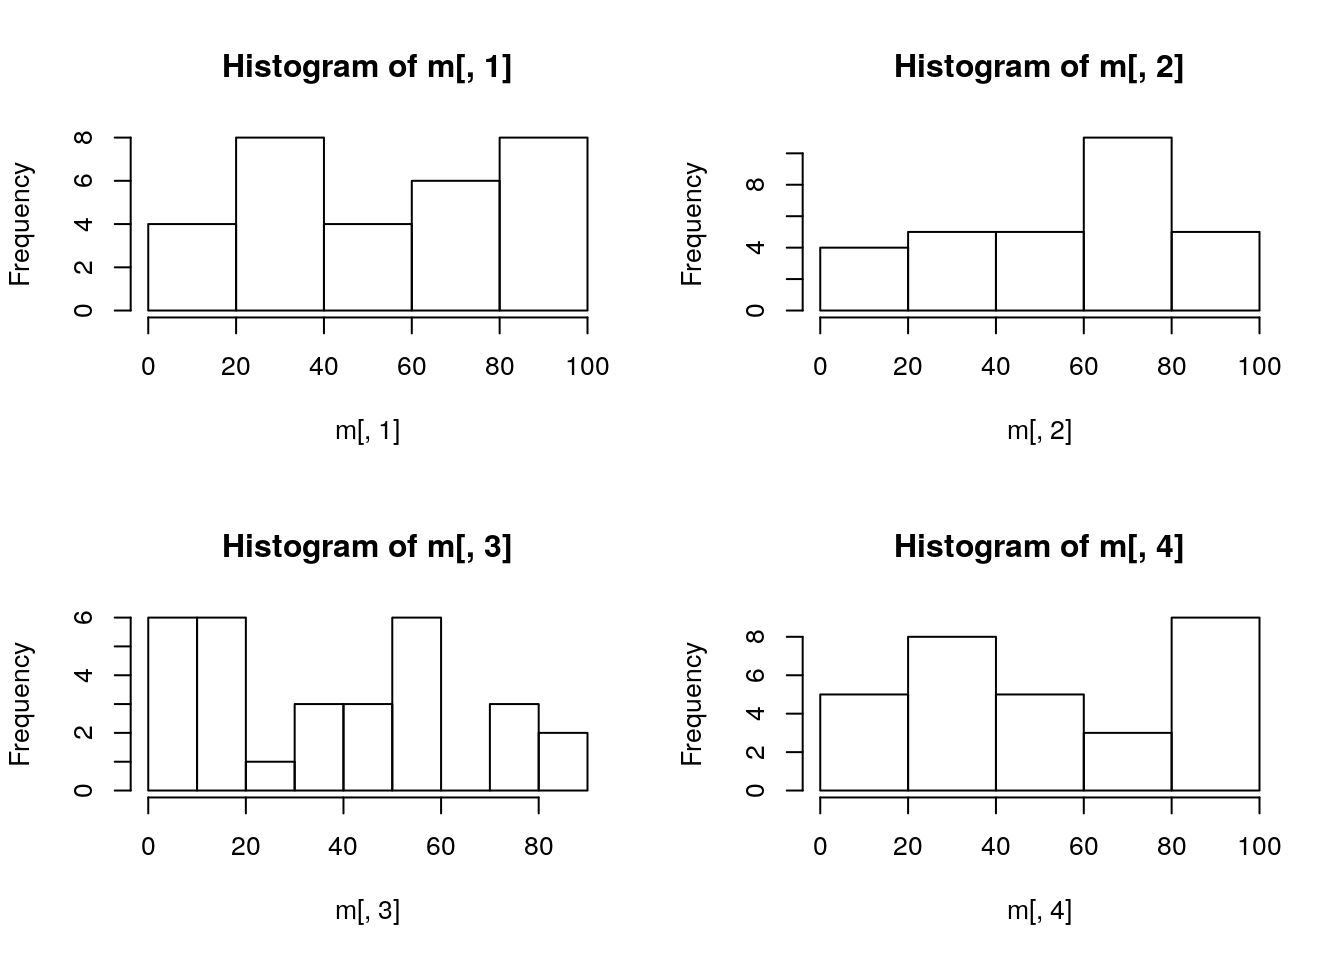 Histogram of m[, 1]
Frequency
8
6
4
2
0
0 20 40 60 80 100
m[, 1]
Histogram of m[, 2]
Frequency
8
4
0
0 20 40 60 80 100
m[, 2]
Histogram of m[, 3]
Frequency
6
4
2
0
0 20 40 60 80
m[, 3]
Histogram of m[, 4]
Frequency
8
6
4
2
0
0 20 40 60 80 100
m[, 4]